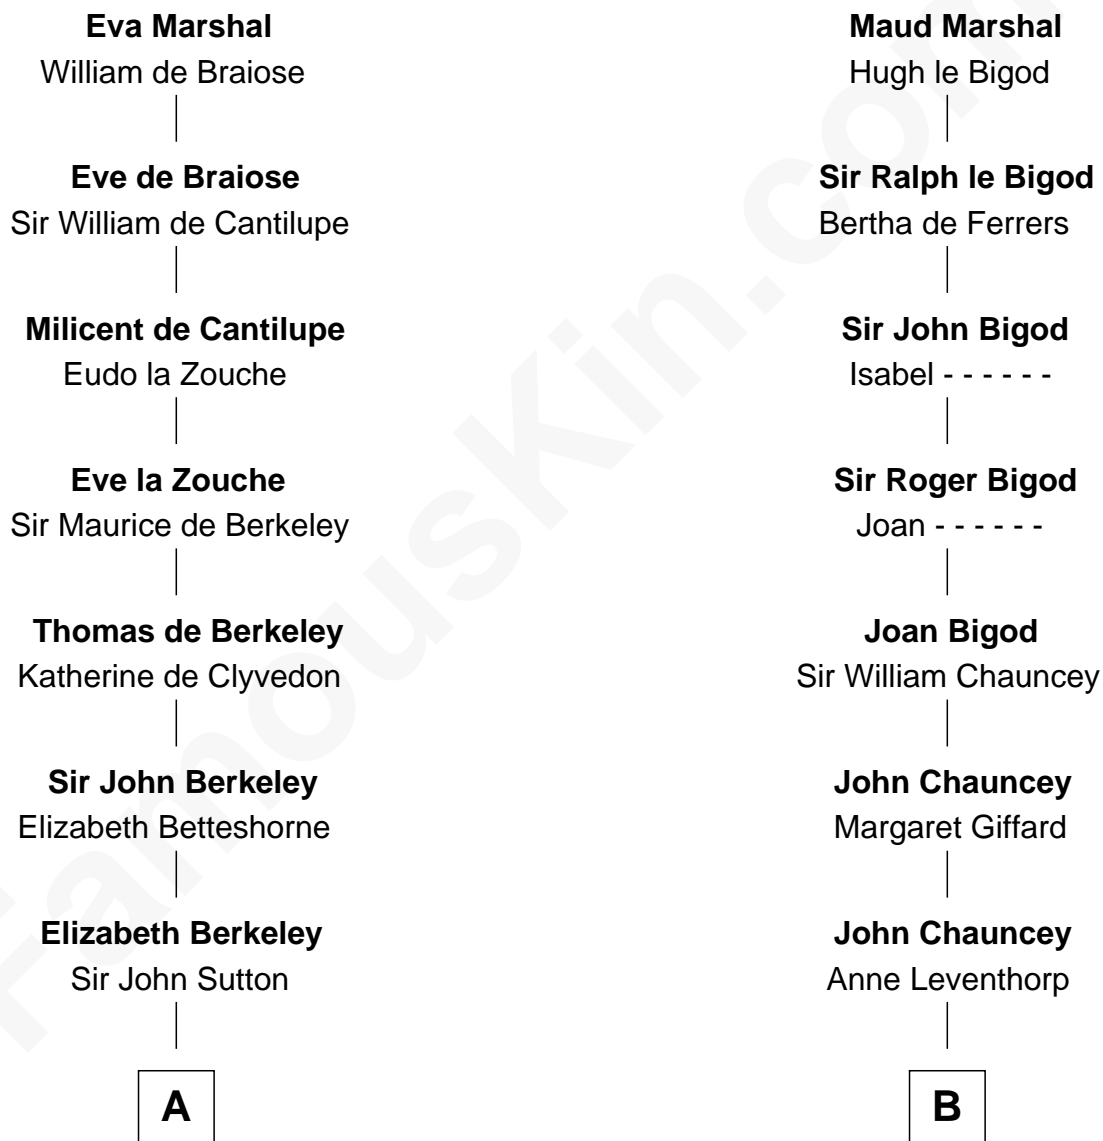 Eva Marshal
William de Braiose
Eve de Braiose
Sir William de Cantilupe
Milicent de Cantilupe
Eudo la Zouche
Eve la Zouche
Sir Maurice de Berkeley
Thomas de Berkeley
Katherine de Clyvedon
Sir John Berkeley
Elizabeth Betteshorne
Elizabeth Berkeley
Sir John Sutton
A
Maud Marshal
Hugh le Bigod
Sir Ralph le Bigod
Bertha de Ferrers
Sir John Bigod
Isabel - - - - - -
Sir Roger Bigod
Joan - - - - - -
Joan Bigod
Sir William Chauncey
John Chauncey
Margaret Giffard
John Chauncey
Anne Leventhorp
B
FamousKin.com